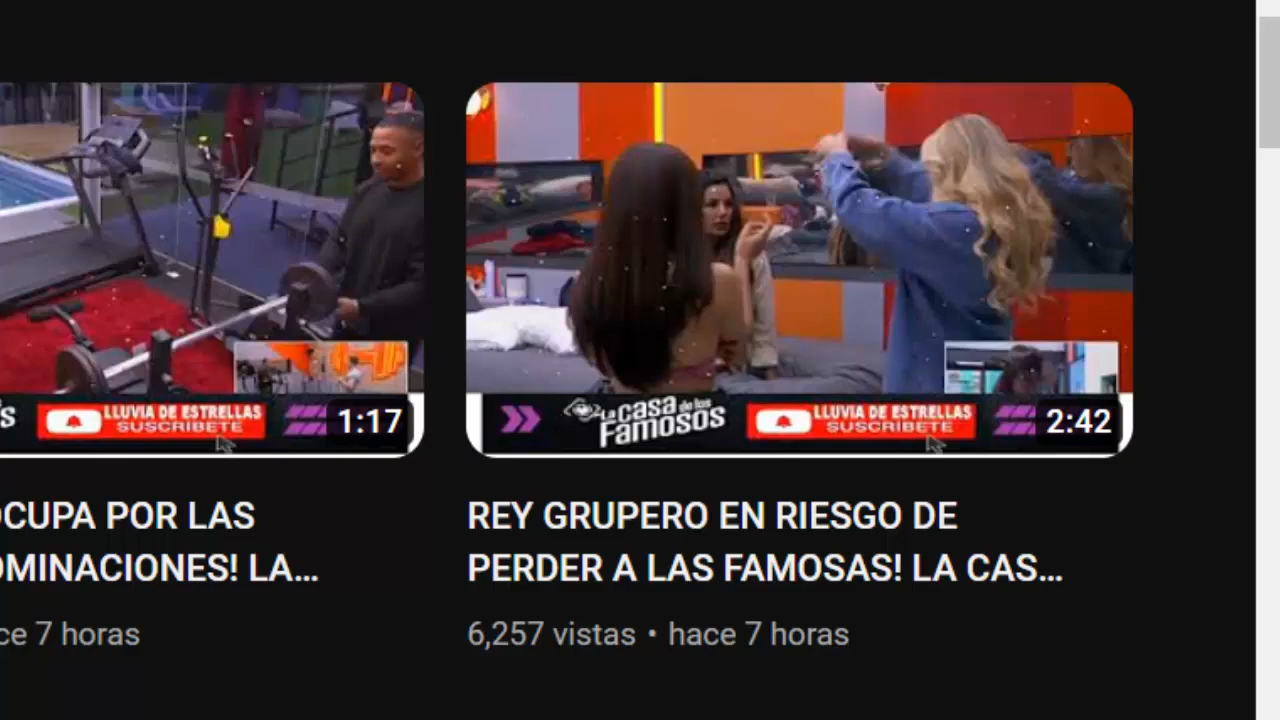 LLUVIA DE ESTRELLAS
SUSCRIBETE
1:17
OCUPA POR LAS
OMINACIONES! LA...
ce 7 horas
La casa de los
Famosos
LLUVIA DE ESTRELLAS
SUSCRIBETE
2:42
REY GRUPERO EN RIESGO DE
PERDER A LAS FAMOSAS! LA CAS...
6,257 vistas • hace 7 horas